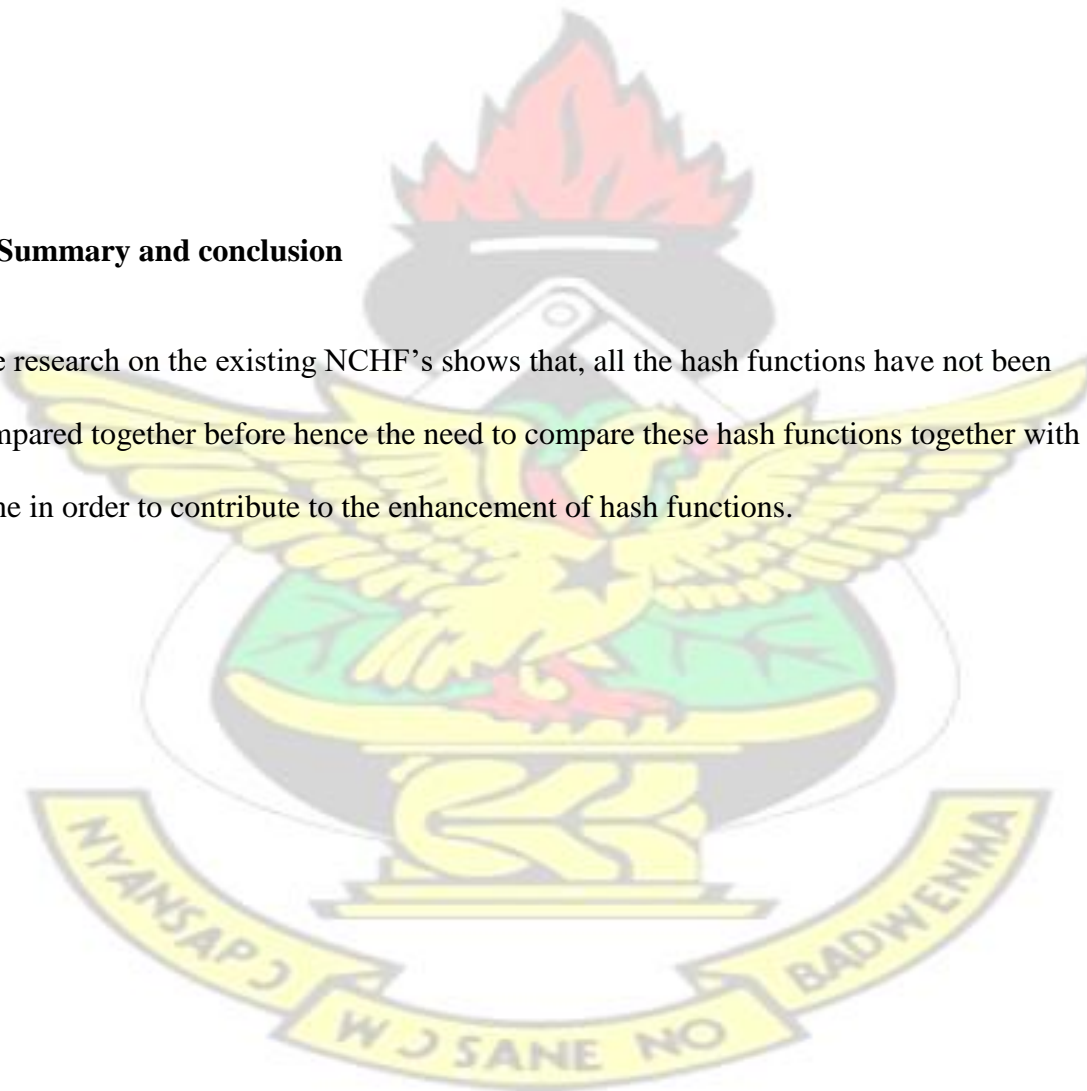 Summary and conclusion
e research on the existing NCHF’s shows that, all the hash functions have not been
mpared together before hence the need to compare these hash functions together with
ne in order to contribute to the enhancement of hash functions.
NYANSAPƆ
WƆ SANE NO
BADWENMA